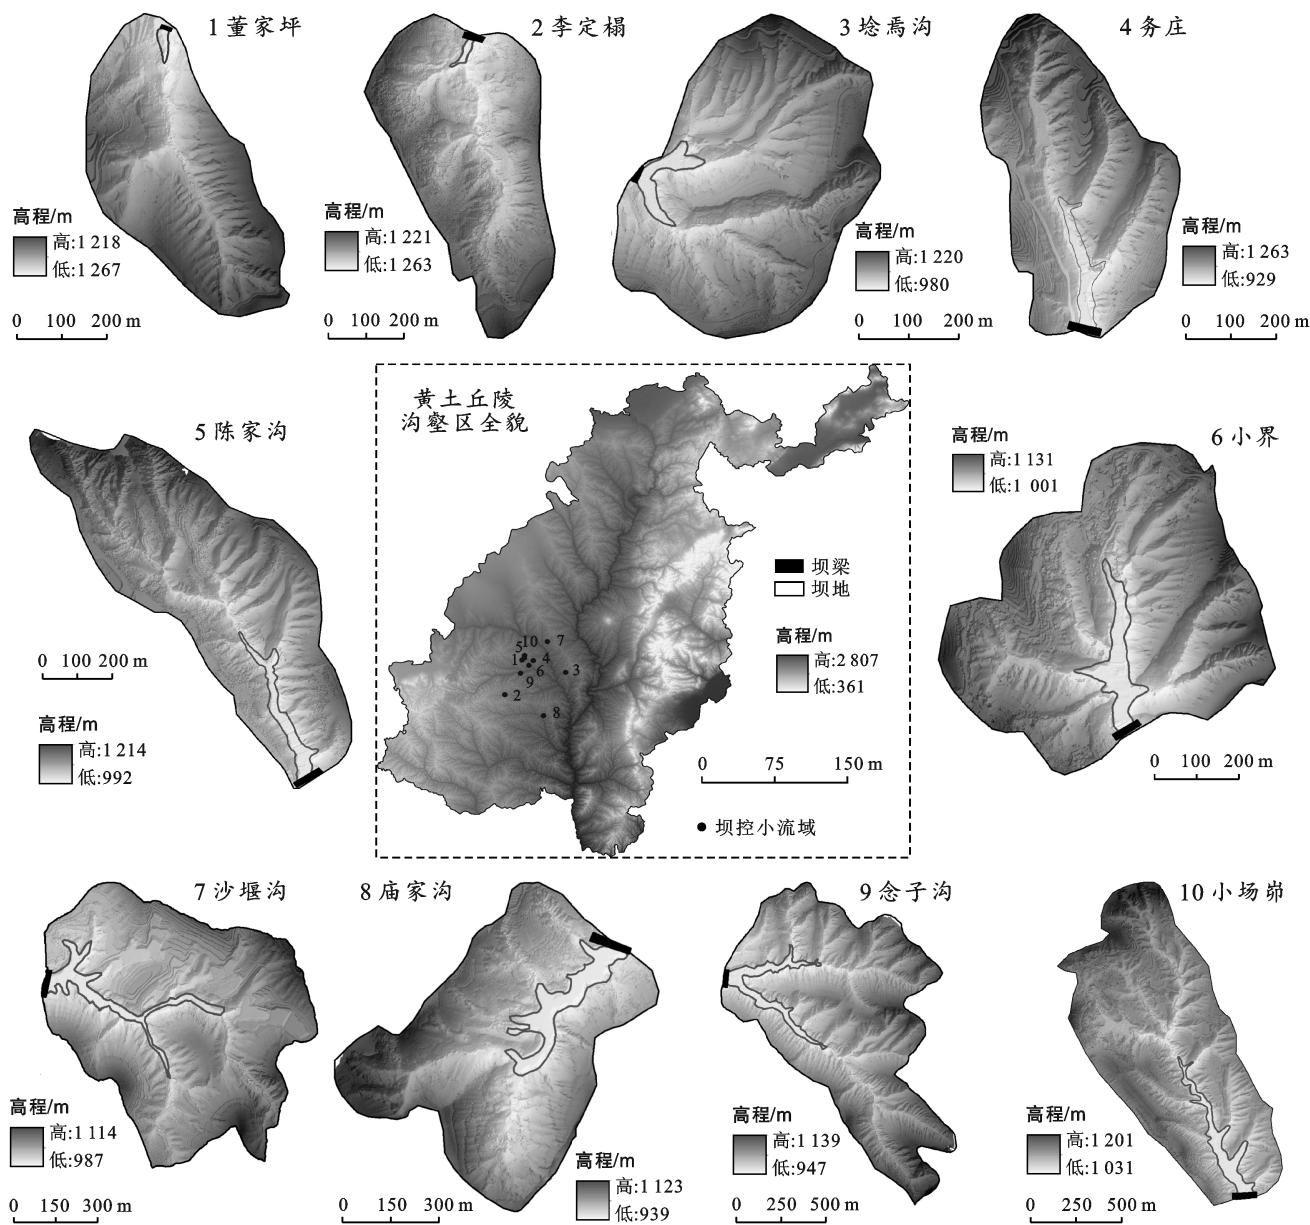 1 董家坪
高程/m
高:1 218
低:1 267
0 100 200 m
2 李定榻
高程/m
高:1 221
低:1 263
0 100 200 m
3 埝焉沟
高程/m
高:1 220
低:980
0 100 200 m
4 务庄
高程/m
高:1 263
低:929
0 100 200 m
5 陈家沟
0 100 200 m
高程/m
高:1 214
低:992
黄土丘陵
沟壑区全貌
坝梁
坝地
高程/m
高:2 807
低:361
10 7
5
1 4
6 3
9
2
8
0 75 150 m
坝控小流域
6 小界
高程/m
高:1 131
低:1 001
0 100 200 m
7 沙堰沟
高程/m
高:1 114
低:987
0 150 300 m
8 庙家沟
高程/m
高:1 123
低:939
0 150 300 m
9 念子沟
高程/m
高:1 139
低:947
0 250 500 m
10 小场峁
高程/m
高:1 201
低:1 031
0 250 500 m